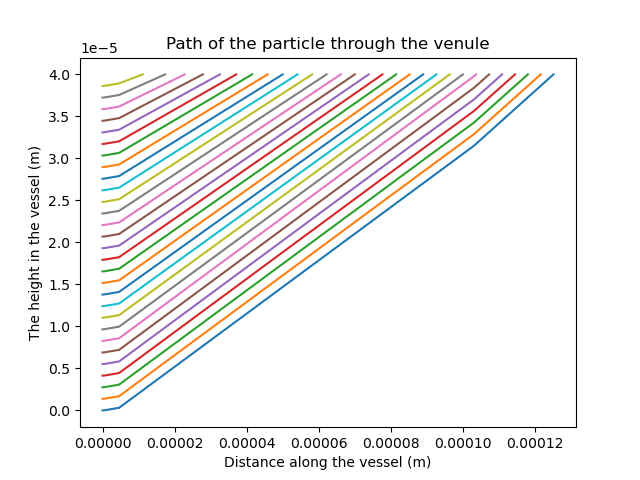 Path of the particle through the venule
1e−5
4.0
3.5
3.0
2.5
2.0
1.5
1.0
0.5
0.0
The height in the vessel (m)
0.00000 0.00002 0.00004 0.00006 0.00008 0.00010 0.00012
Distance along the vessel (m)